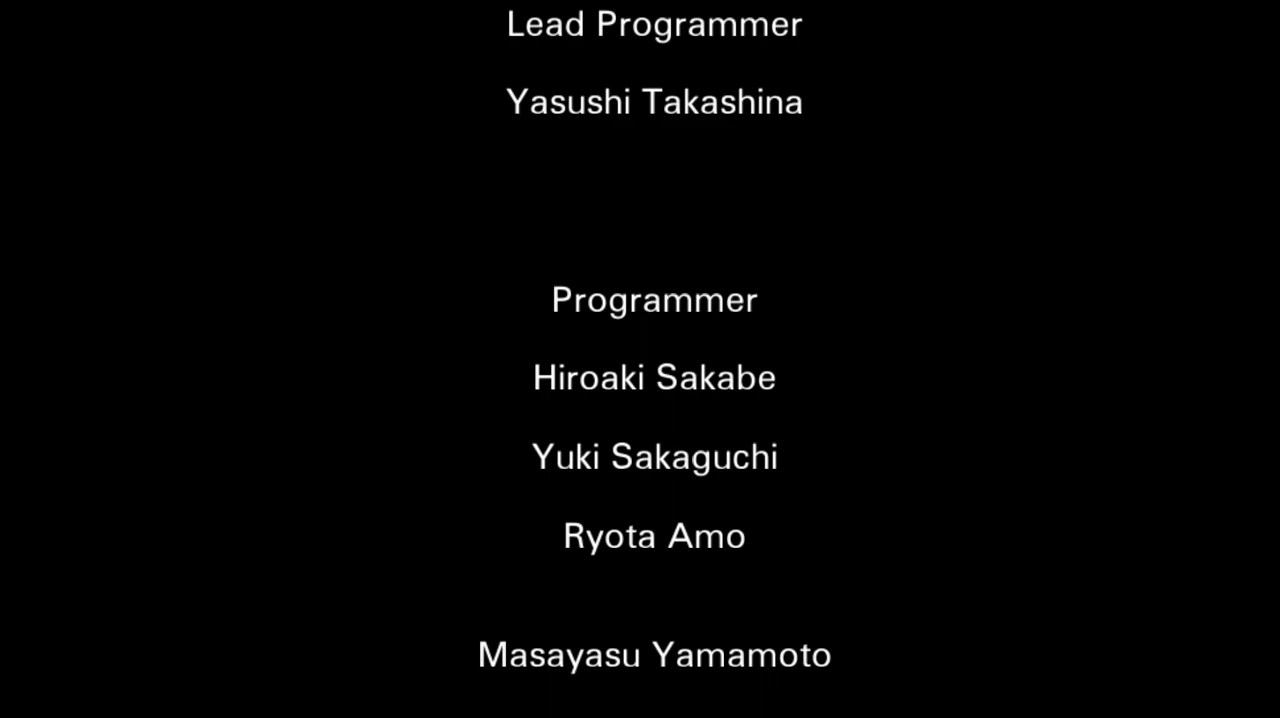 Lead Programmer
Yasushi Takashina
Programmer
Hiroaki Sakabe
Yuki Sakaguchi
Ryota Amo
Masayasu Yamamoto